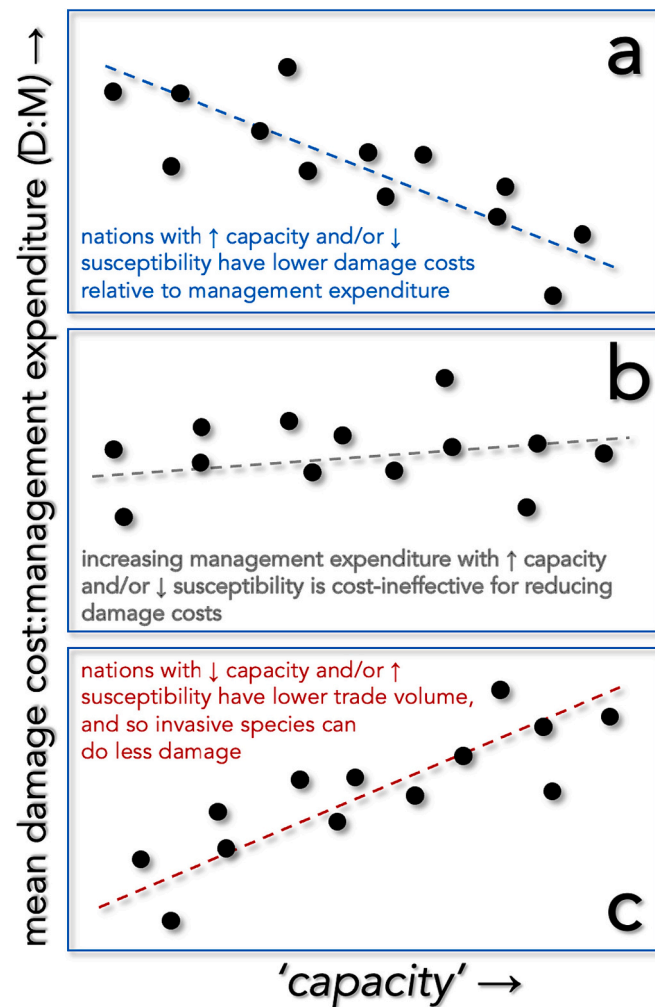 mean damage cost:management expenditure (D:M) →
a
nations with ↑ capacity and/or ↓
susceptibility have lower damage costs
relative to management expenditure
b
increasing management expenditure with ↑ capacity
and/or ↓ susceptibility is cost-ineffective for reducing
damage costs
nations with ↓ capacity and/or ↑
susceptibility have lower trade volume,
and so invasive species can
do less damage
c
'capacity' →